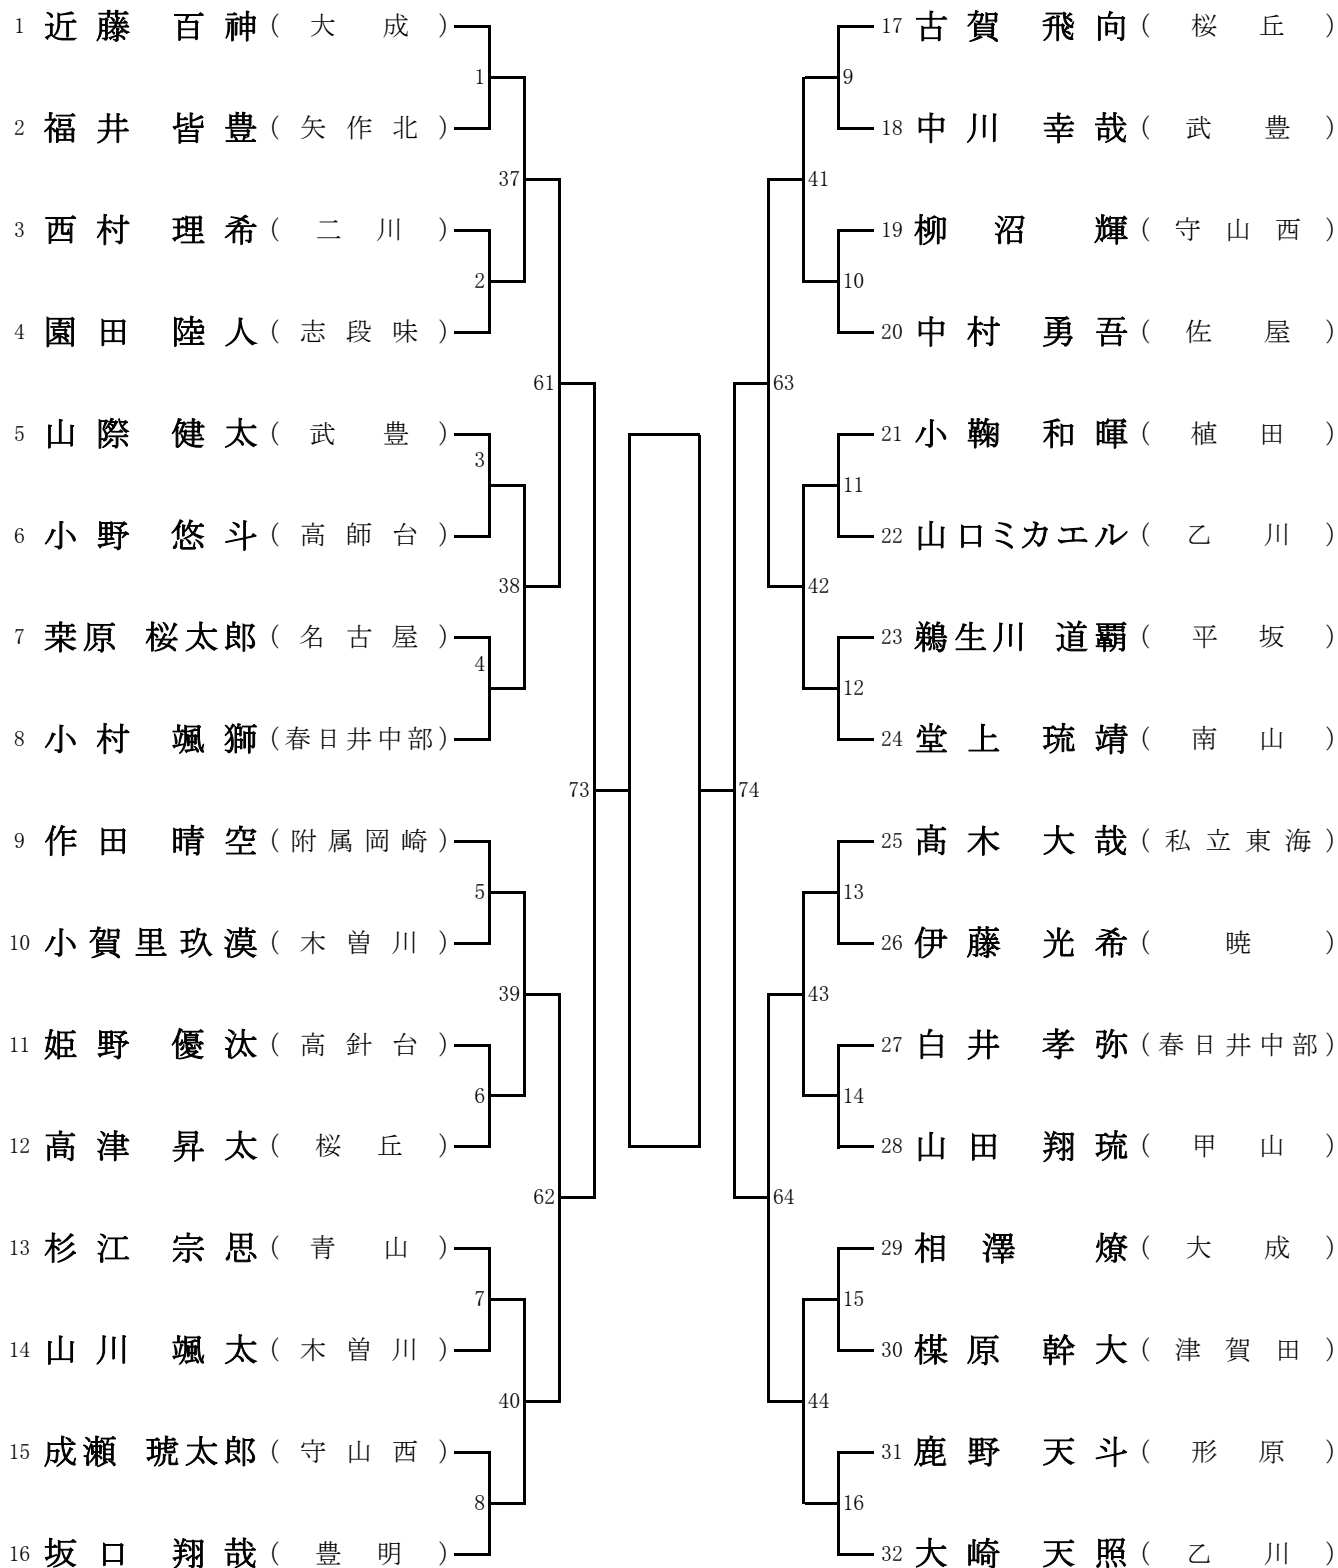 1 近藤 百神 (大成)
1
2 福井 皆豊 (矢作北)
37
3 西村 理希 (二川)
2
4 園田 陸人 (志段味)
61
5 山際 健太 (武豊)
3
6 小野 悠斗 (高師台)
38
7 栞原 桜太郎 (名古屋)
4
8 小村 颯獅 (春日井中部)
73
9 作田 晴空 (附属岡崎)
5
10 小賀里玖漠 (木曽川)
39
11 姫野 優汰 (高針台)
6
12 高津 昇太 (桜丘)
62
13 杉江 宗思 (青山)
7
14 山川 颯太 (木曽川)
40
15 成瀬 琥太郎 (守山西)
8
16 坂口 翔哉 (豊明)
17 古賀 飛向 (桜丘)
9
18 中川 幸哉 (武豊)
41
19 柳沼 輝 (守山西)
10
20 中村 勇吾 (佐屋)
63
21 小鞠 和暉 (植田)
11
22 山口ミカエル (乙川)
42
23 鵜生川 道覇 (平坂)
12
24 堂上 琉靖 (南山)
74
25 髙木 大哉 (私立東海)
13
26 伊藤 光希 (暁)
43
27 白井 孝弥 (春日井中部)
14
28 山田 翔琉 (甲山)
64
29 相澤 燎 (大成)
15
30 楳原 幹大 (津賀田)
44
31 鹿野 天斗 (形原)
16
32 大崎 天照 (乙川)